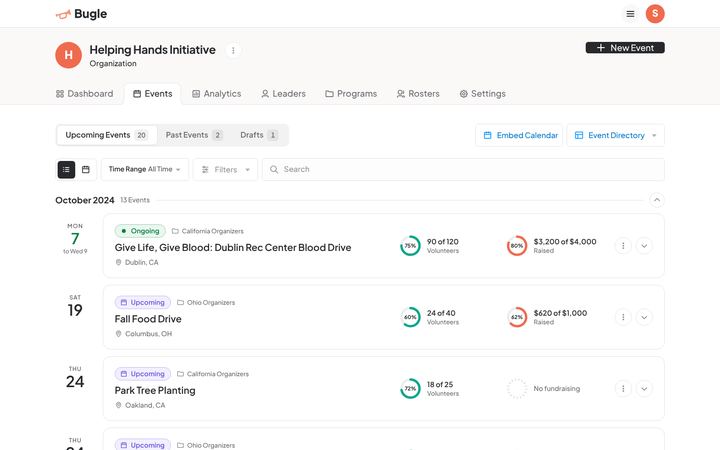 Bugle
S
H
Helping Hands Initiative
Organization
New Event
Dashboard
Events
Analytics
Leaders
Programs
Rosters
Settings
Upcoming Events 20
Past Events 2
Drafts 1
Embed Calendar
Event Directory
Time Range All Time
Filters
Search
October 2024 13 Events
MON
7
to Wed 9
Ongoing
California Organizers
Give Life, Give Blood: Dublin Rec Center Blood Drive
Dublin, CA
75%
90 of 120
Volunteers
80%
$3,200 of $4,000
Raised
SAT
19
Upcoming
Ohio Organizers
Fall Food Drive
Columbus, OH
60%
24 of 40
Volunteers
62%
$620 of $1,000
Raised
THU
24
Upcoming
California Organizers
Park Tree Planting
Oakland, CA
72%
18 of 25
Volunteers
No fundraising
THU
Upcoming
Ohio Organizers